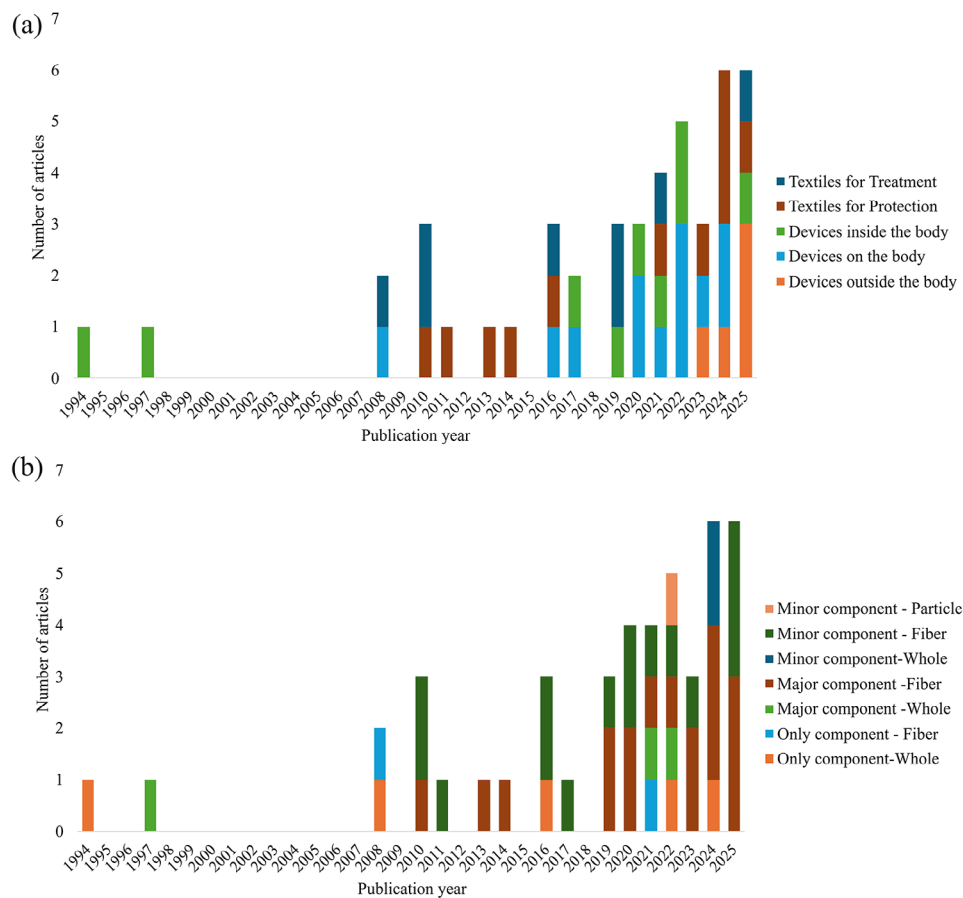 (a)
7
6
5
4
3
2
1
0
Number of articles
1994 1995 1996 1997 1998 1999 2000 2001 2002 2003 2004 2005 2006 2007 2008 2009 2010 2011 2012 2013 2014 2015 2016 2017 2018 2019 2020 2021 2022 2023 2024 2025
Publication year
Textiles for Treatment
Textiles for Protection
Devices inside the body
Devices on the body
Devices outside the body
(b)
7
6
5
4
3
2
1
0
Number of articles
1994 1995 1996 1997 1998 1999 2000 2001 2002 2003 2004 2005 2006 2007 2008 2009 2010 2011 2012 2013 2014 2015 2016 2017 2018 2019 2020 2021 2022 2023 2024 2025
Publication year
Minor component - Particle
Minor component - Fiber
Minor component-Whole
Major component -Fiber
Major component -Whole
Only component - Fiber
Only component-Whole